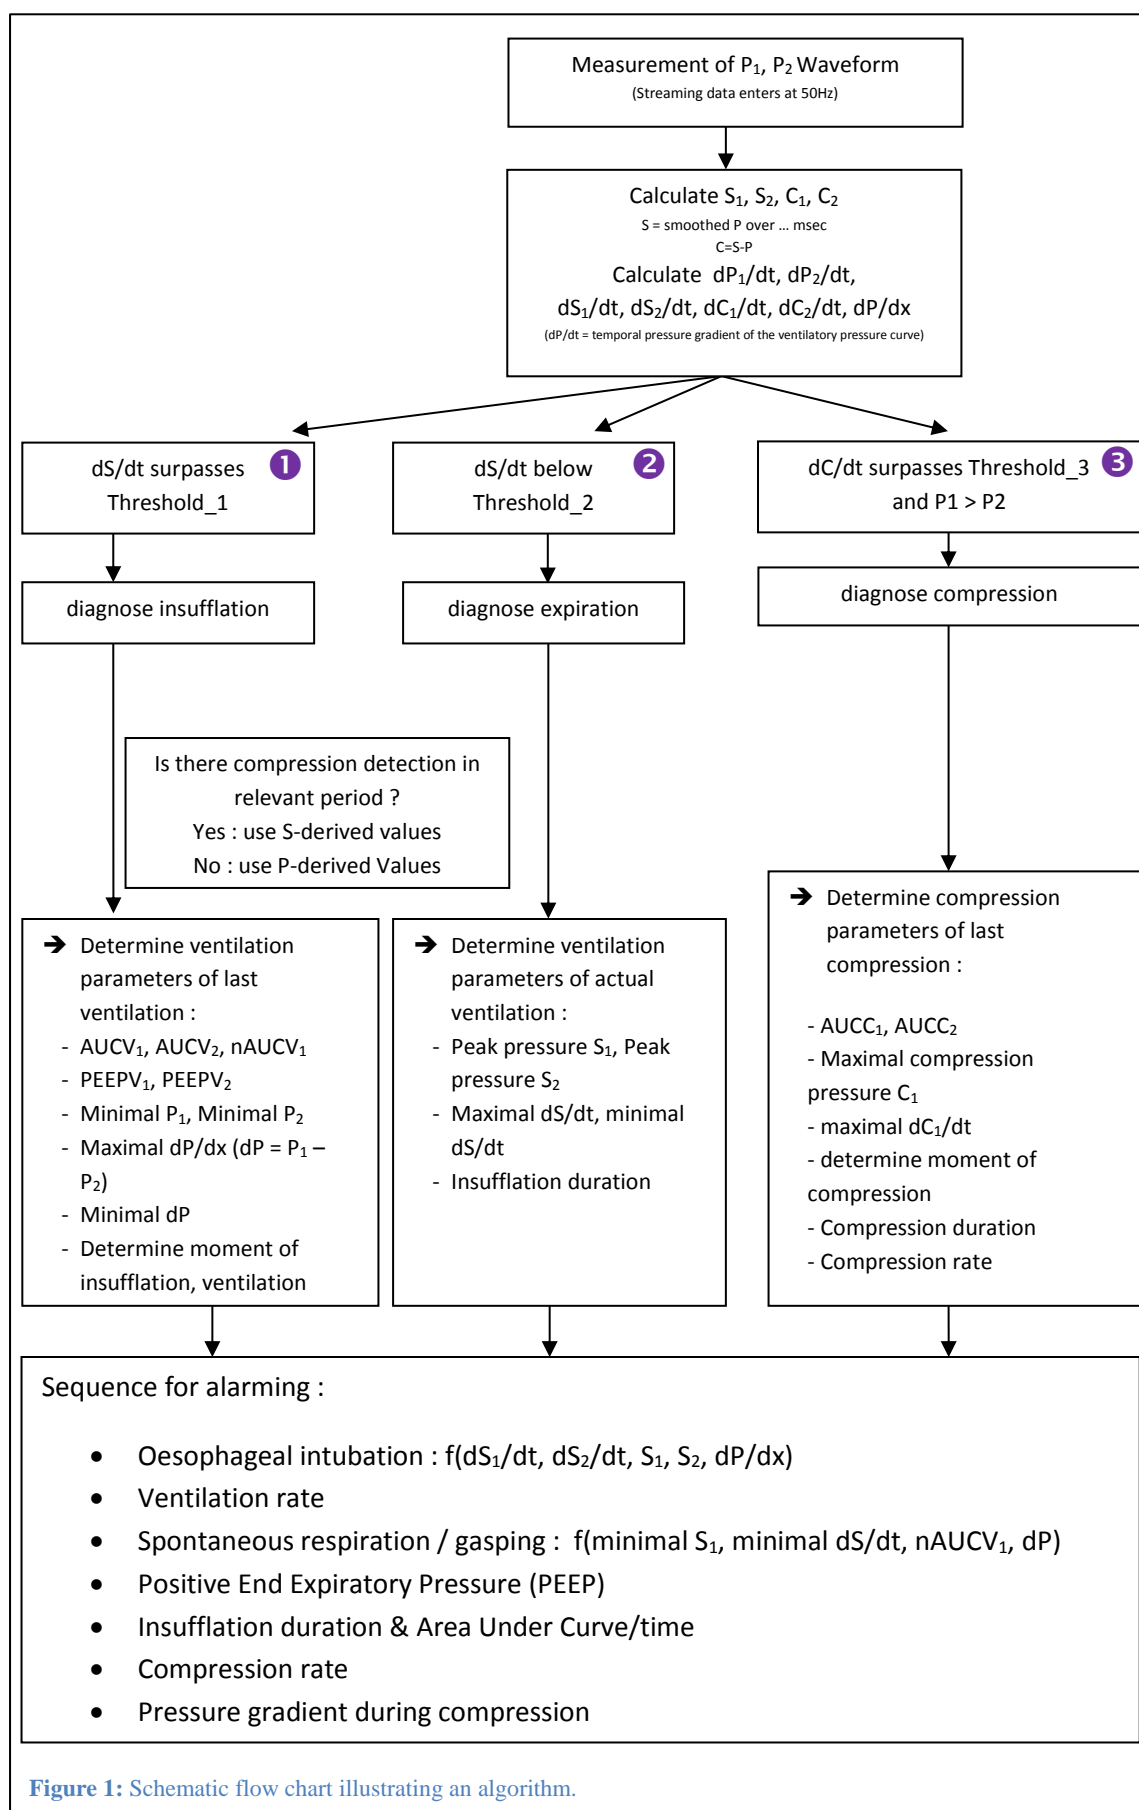 Measurement of P₁, P₂ Waveform
(Streaming data enters at 50Hz)
Calculate S₁, S₂, C₁, C₂
S = smoothed P over ... msec
C=S-P
Calculate dP₁/dt, dP₂/dt,
dS₁/dt, dS₂/dt, dC₁/dt, dC₂/dt, dP/dx
(dP/dt = temporal pressure gradient of the ventilatory pressure curve)
dS/dt surpasses
Threshold_1
❶
dS/dt below
Threshold_2
❷
dC/dt surpasses Threshold_3
and P1 > P2
❸
diagnose insufflation
diagnose expiration
diagnose compression
Is there compression detection in
relevant period ?
Yes : use S-derived values
No : use P-derived Values
➔ Determine ventilation
parameters of last
ventilation :
- AUCV₁, AUCV₂, nAUCV₁
- PEEPV₁, PEEPV₂
- Minimal P₁, Minimal P₂
- Maximal dP/dx (dP = P₁ –
P₂)
- Minimal dP
- Determine moment of
insufflation, ventilation
➔ Determine ventilation
parameters of actual
ventilation :
- Peak pressure S₁, Peak
pressure S₂
- Maximal dS/dt, minimal
dS/dt
- Insufflation duration
➔ Determine compression
parameters of last
compression :
- AUCC₁, AUCC₂
- Maximal compression
pressure C₁
- maximal dC₁/dt
- determine moment of
compression
- Compression duration
- Compression rate
Sequence for alarming :
• Oesophageal intubation : f(dS₁/dt, dS₂/dt, S₁, S₂, dP/dx)
• Ventilation rate
• Spontaneous respiration / gasping : f(minimal S₁, minimal dS/dt, nAUCV₁, dP)
• Positive End Expiratory Pressure (PEEP)
• Insufflation duration & Area Under Curve/time
• Compression rate
• Pressure gradient during compression
Figure 1: Schematic flow chart illustrating an algorithm.